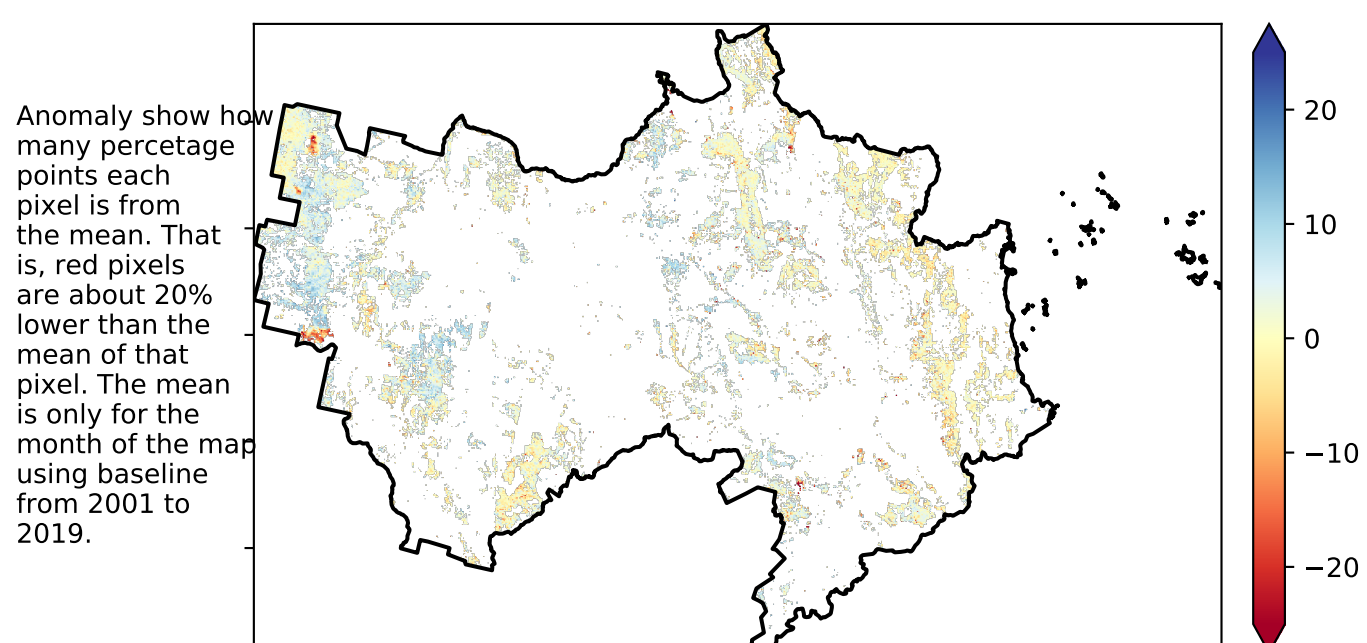 Anomaly show how
many percetage
points each
pixel is from
the mean. That
is, red pixels
are about 20%
lower than the
mean of that
pixel. The mean
is only for the
month of the map
using baseline
from 2001 to
2019.
20
10
0
−10
−20